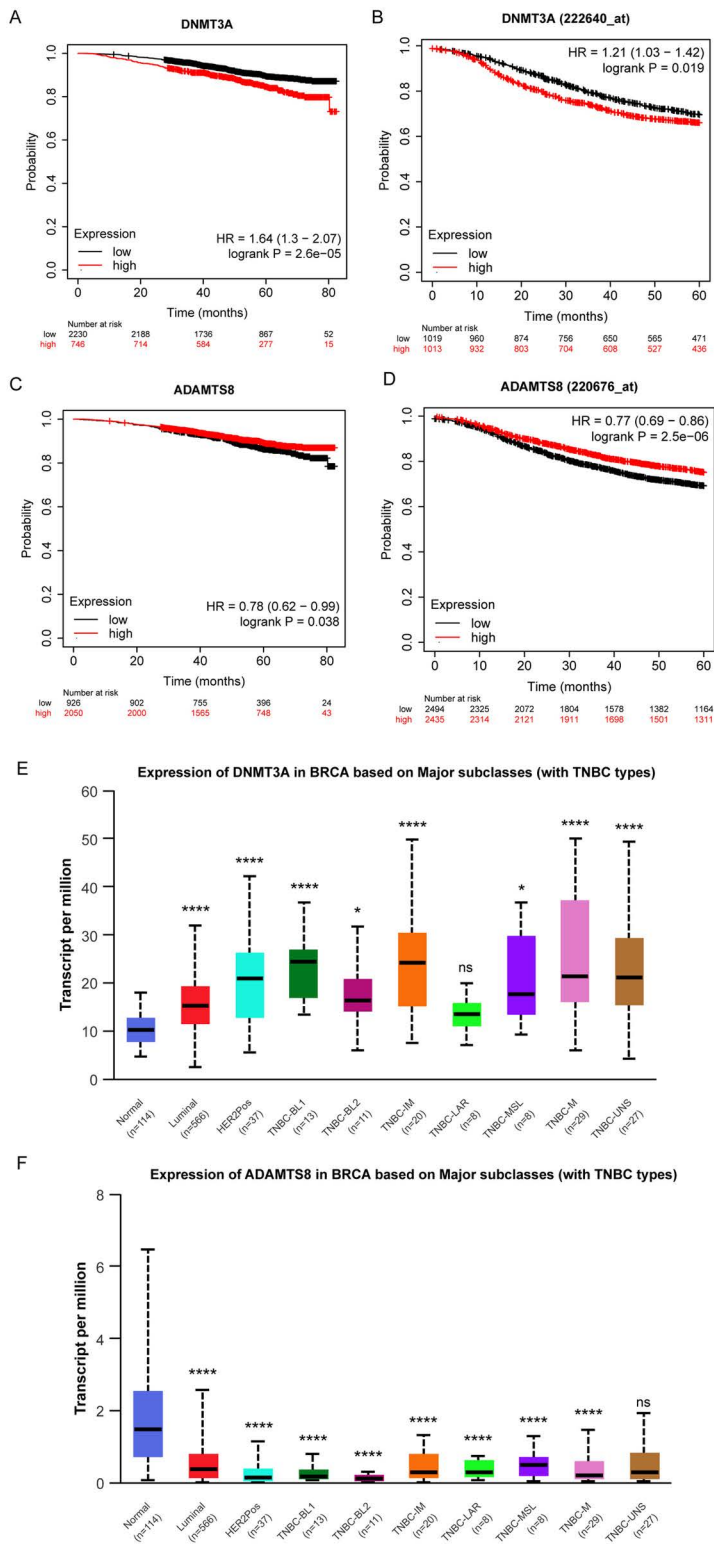 A
DNMT3A
Probability
1.0
0.8
0.6
0.4
0.2
0.0
HR = 1.64 (1.3 − 2.07)
logrank P = 2.6e−05
Expression
low
high
0 20 40 60 80
Time (months)
Number at risk
low 2230 2188 1736 867 52
high 746 714 584 277 15
B
DNMT3A (222640_at)
Probability
1.0
0.8
0.6
0.4
0.2
0.0
HR = 1.21 (1.03 − 1.42)
logrank P = 0.019
Expression
low
high
0 10 20 30 40 50 60
Time (months)
Number at risk
low 1019 960 874 756 650 565 471
high 1013 932 803 704 608 527 436
C
ADAMTS8
Probability
1.0
0.8
0.6
0.4
0.2
0.0
HR = 0.78 (0.62 − 0.99)
logrank P = 0.038
Expression
low
high
0 20 40 60 80
Time (months)
Number at risk
low 926 902 755 396 24
high 2050 2000 1565 748 43
D
ADAMTS8 (220676_at)
Probability
1.0
0.8
0.6
0.4
0.2
0.0
HR = 0.77 (0.69 − 0.86)
logrank P = 2.5e−06
Expression
low
high
0 10 20 30 40 50 60
Time (months)
Number at risk
low 2494 2325 2072 1804 1578 1382 1164
high 2435 2314 2121 1911 1698 1501 1311
E
Expression of DNMT3A in BRCA based on Major subclasses (with TNBC types)
Transcript per million
60
50
40
30
20
10
0
**** **** **** * **** ns * **** ****
Normal
(n=114)
Luminal
(n=566)
HER2Pos
(n=37)
TNBC-BL1
(n=13)
TNBC-BL2
(n=11)
TNBC-IM
(n=20)
TNBC-LAR
(n=8)
TNBC-MSL
(n=8)
TNBC-M
(n=29)
TNBC-UNS
(n=27)
F
Expression of ADAMTS8 in BRCA based on Major subclasses (with TNBC types)
Transcript per million
8
6
4
2
0
**** **** **** **** **** **** **** **** ns
Normal
(n=114)
Luminal
(n=566)
HER2Pos
(n=37)
TNBC-BL1
(n=13)
TNBC-BL2
(n=11)
TNBC-IM
(n=20)
TNBC-LAR
(n=8)
TNBC-MSL
(n=8)
TNBC-M
(n=29)
TNBC-UNS
(n=27)